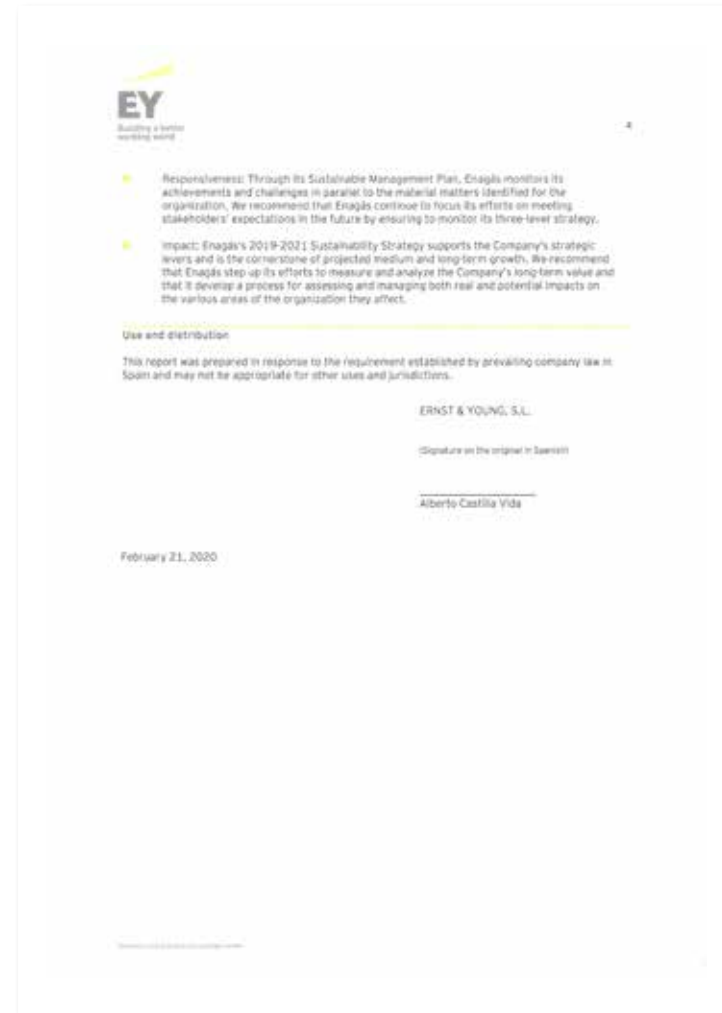 EY
Building a better
working world
4
Responsiveness: Through its Sustainable Management Plan, Enagás monitors its
achievements and challenges in parallel to the material matters identified for the
organization. We recommend that Enagás continue to focus its efforts on meeting
stakeholders' expectations in the future by ensuring to monitor its three-level strategy.
Impact: Enagás's 2019-2021 Sustainability Strategy supports the Company's strategic
levers and is the cornerstone of projected medium and long-term growth. We recommend
that Enagás step up its efforts to measure and analyze the Company's long-term value and
that it develop a process for assessing and managing both real and potential impacts on
the various areas of the organization they affect.
Use and distribution
This report was prepared in response to the requirement established by prevailing company law in
Spain and may not be appropriate for other uses and jurisdictions.
ERNST & YOUNG, S.L.
(Signature on the original in Spanish)
Alberto Castilla Vida
February 21, 2020